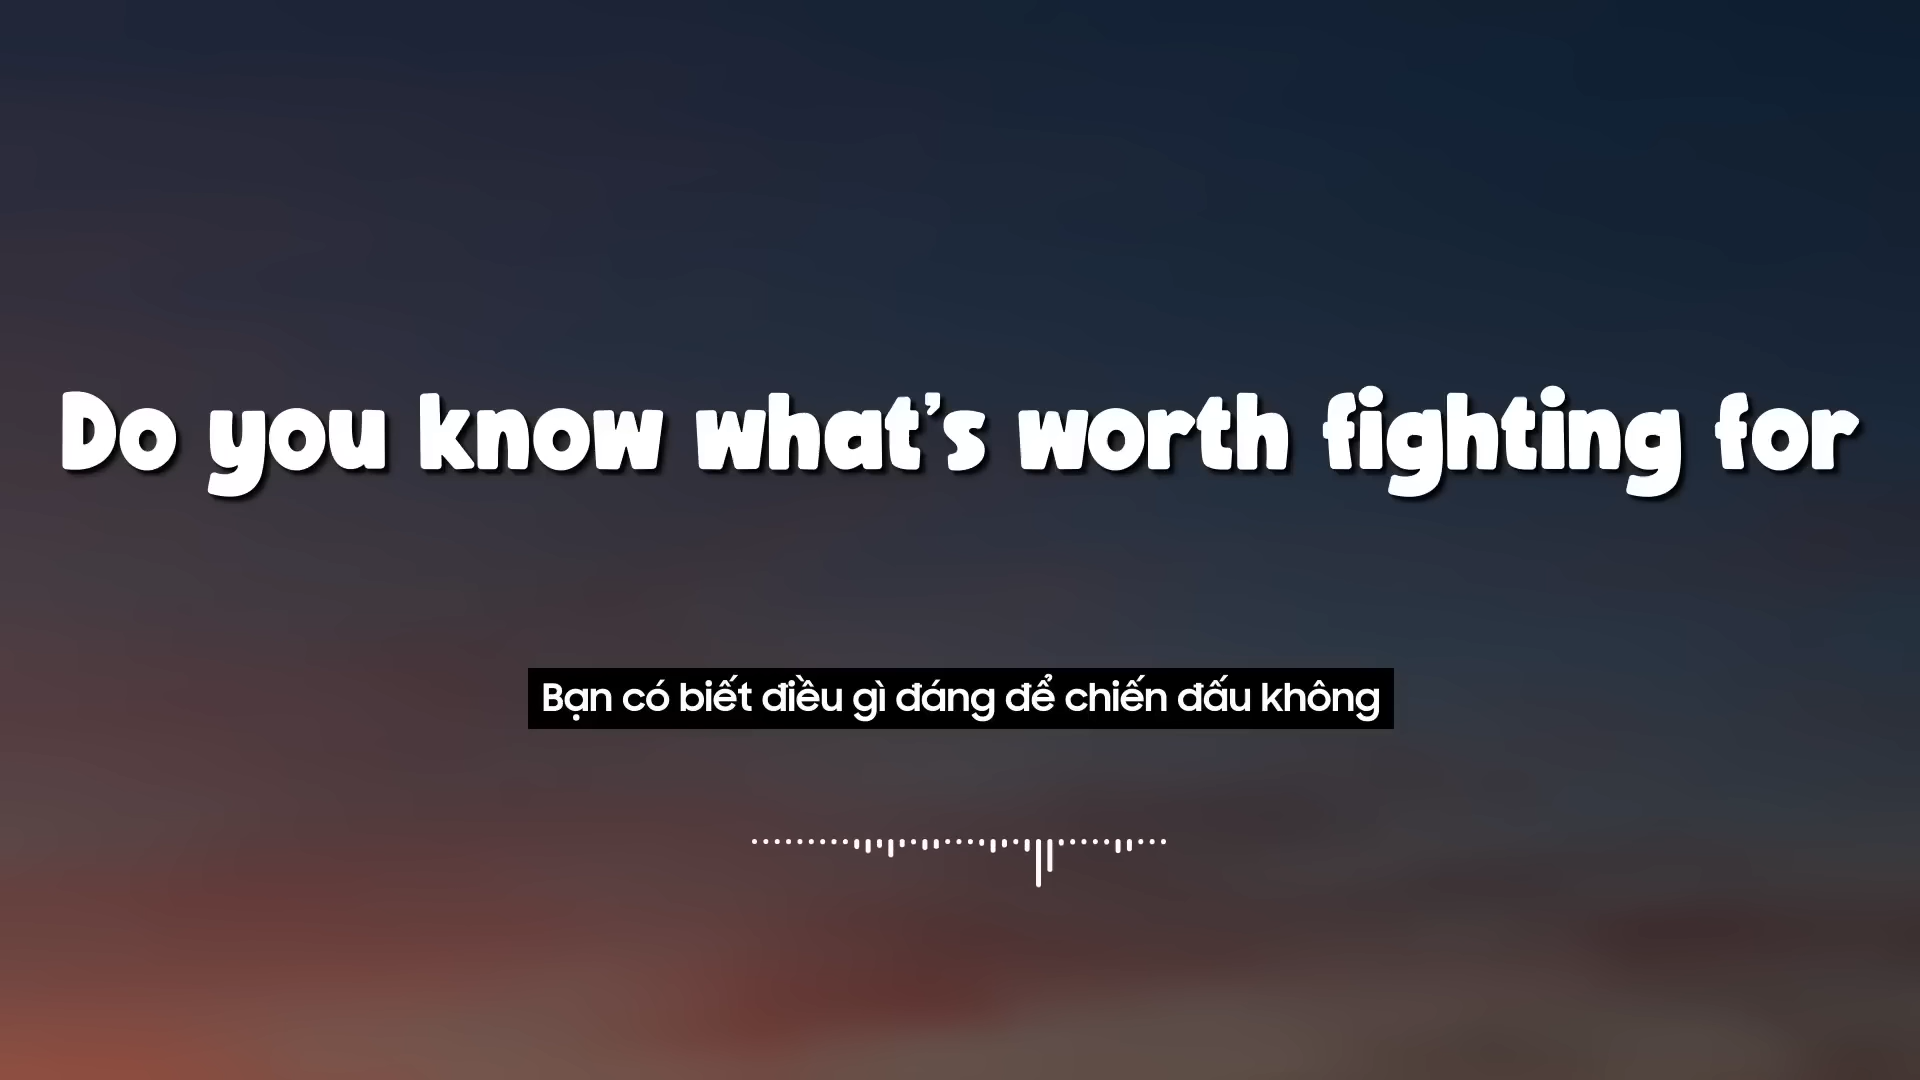 Do you know what's worth fighting for
Bạn có biết điều gì đáng để chiến đấu không